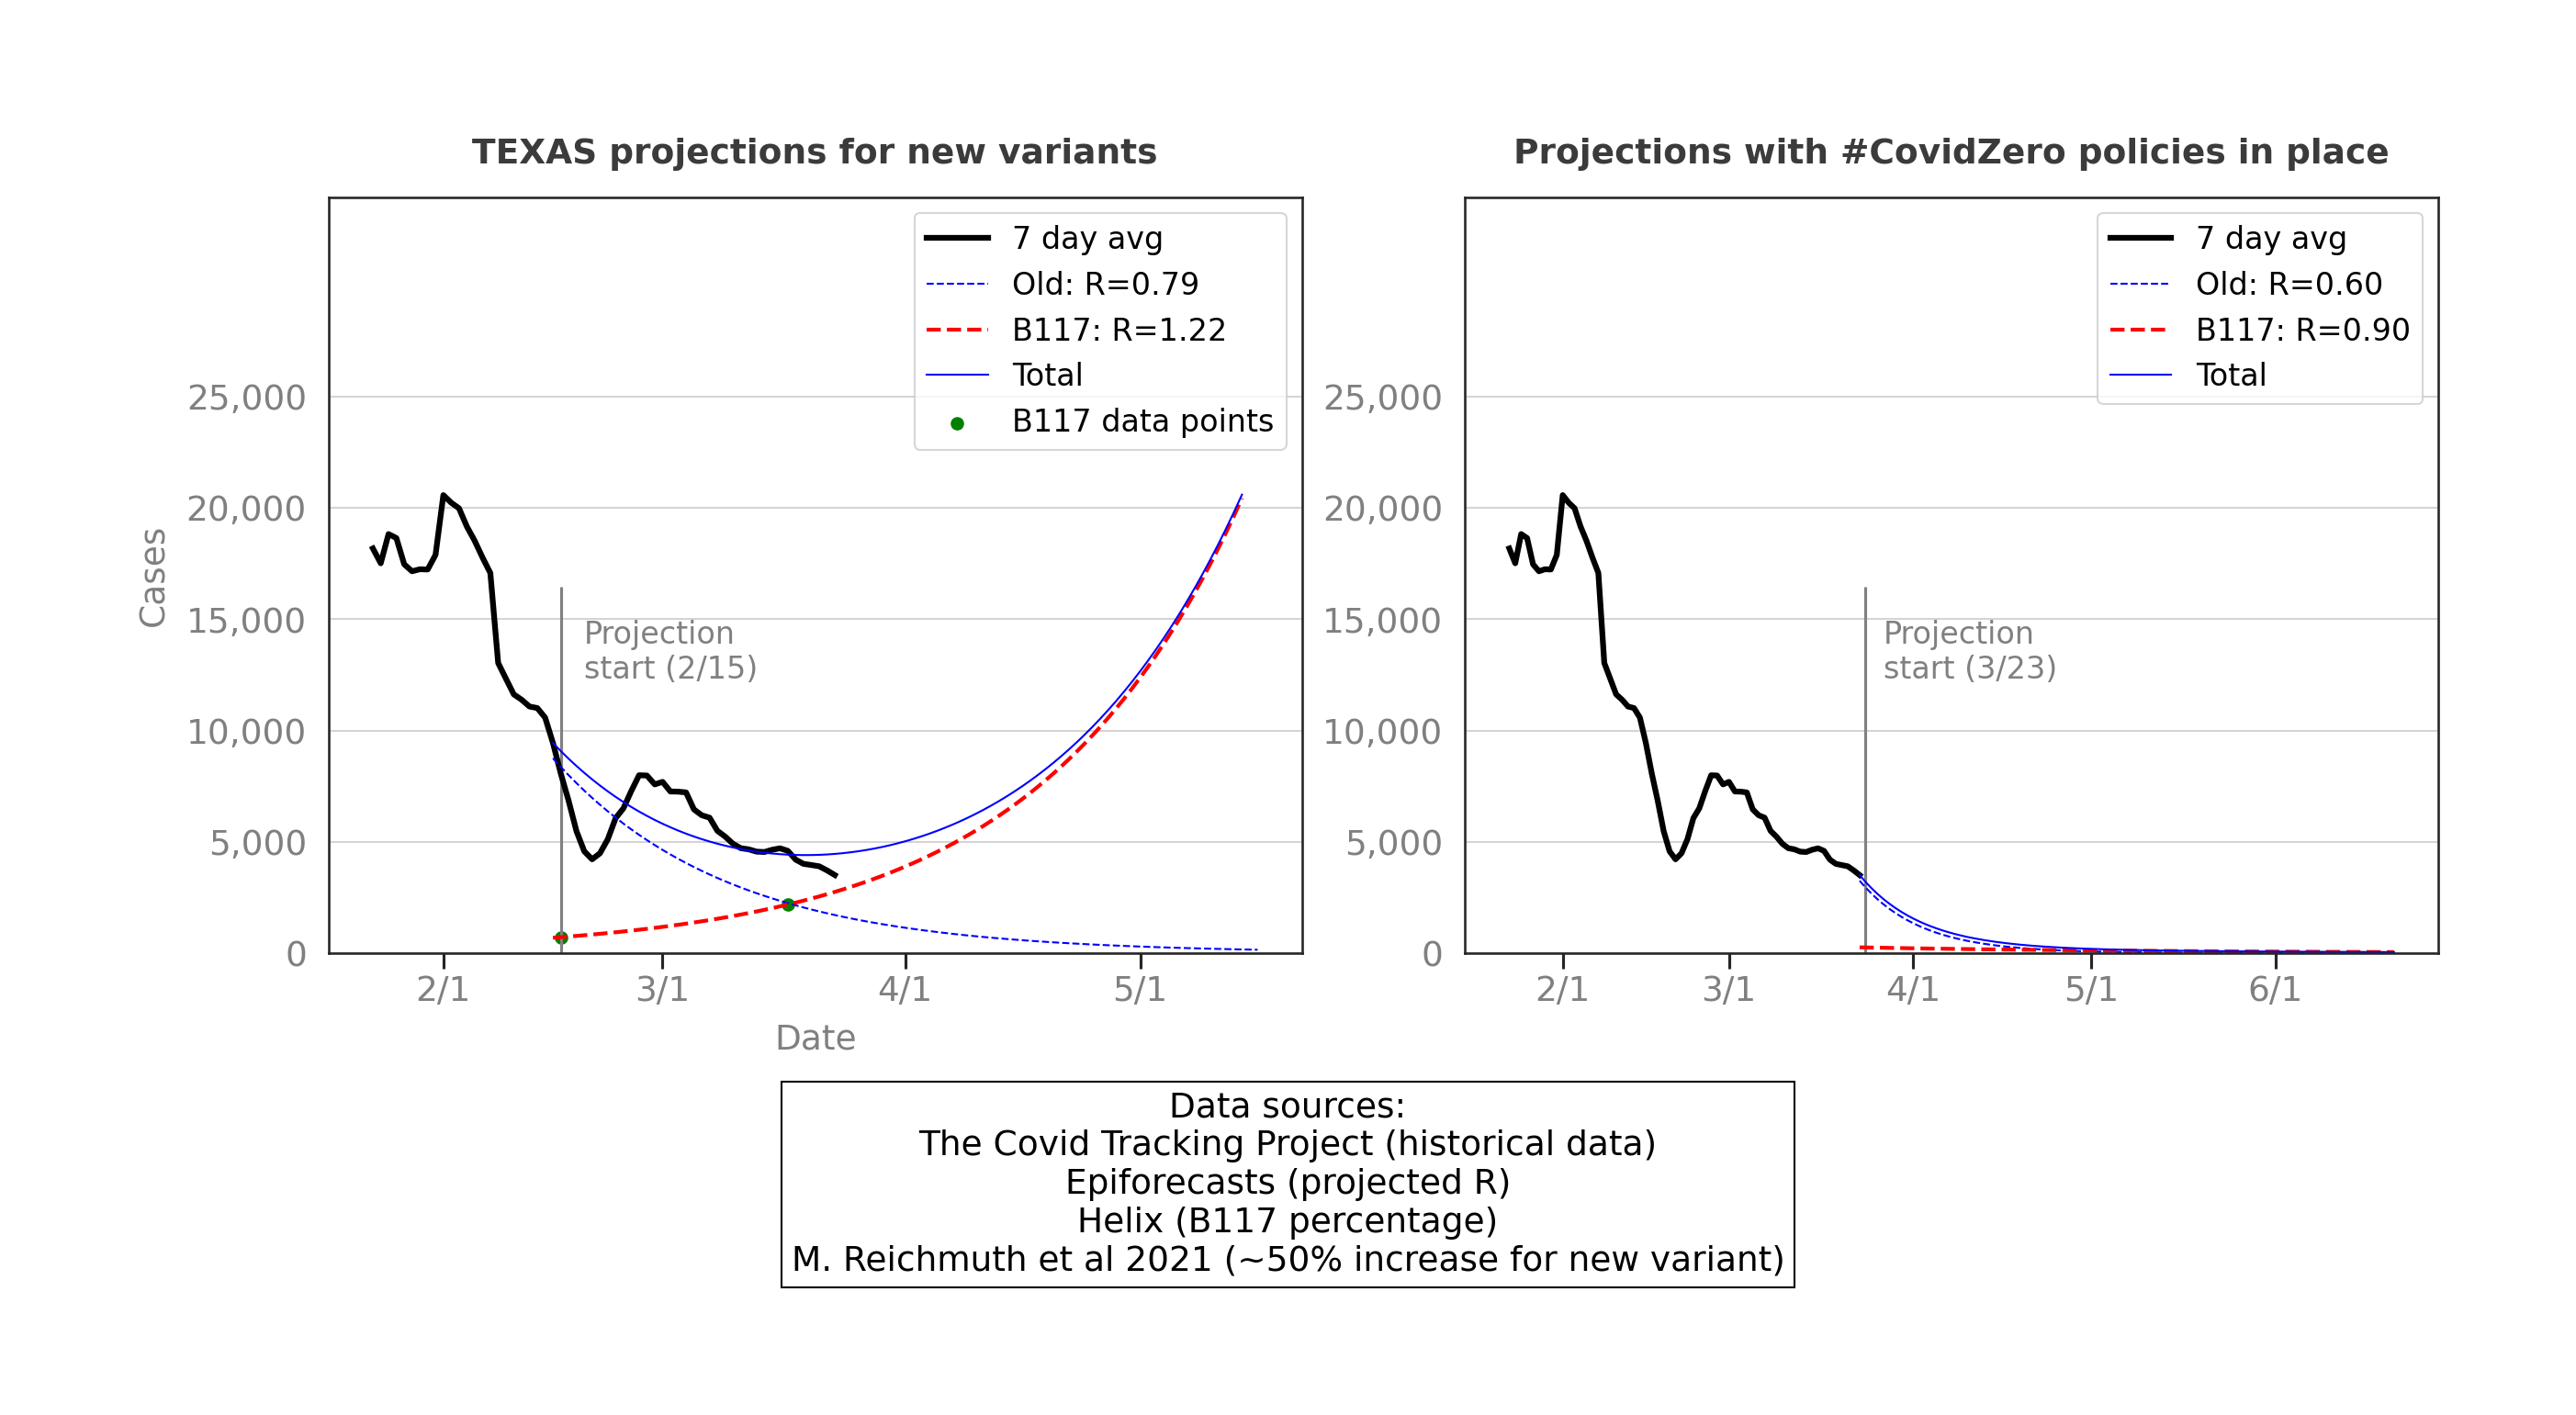 TEXAS projections for new variants
7 day avg
Old: R=0.79
B117: R=1.22
Total
B117 data points
25,000
20,000
15,000
10,000
5,000
0
Cases
Projection
start (2/15)
2/1
3/1
4/1
5/1
Date
Projections with #CovidZero policies in place
7 day avg
Old: R=0.60
B117: R=0.90
Total
25,000
20,000
15,000
10,000
5,000
0
Projection
start (3/23)
2/1
3/1
4/1
5/1
6/1
Data sources:
The Covid Tracking Project (historical data)
Epiforecasts (projected R)
Helix (B117 percentage)
M. Reichmuth et al 2021 (~50% increase for new variant)